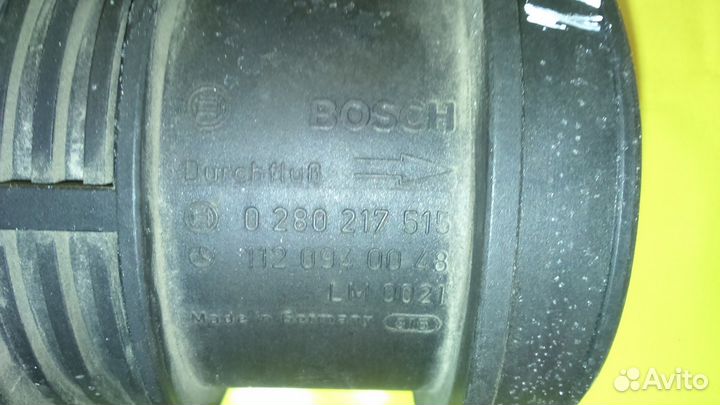 BOSCH
Durchfluß
0 280 217 515
112 094 00 48
LM 0021
Made in Germany
Avito